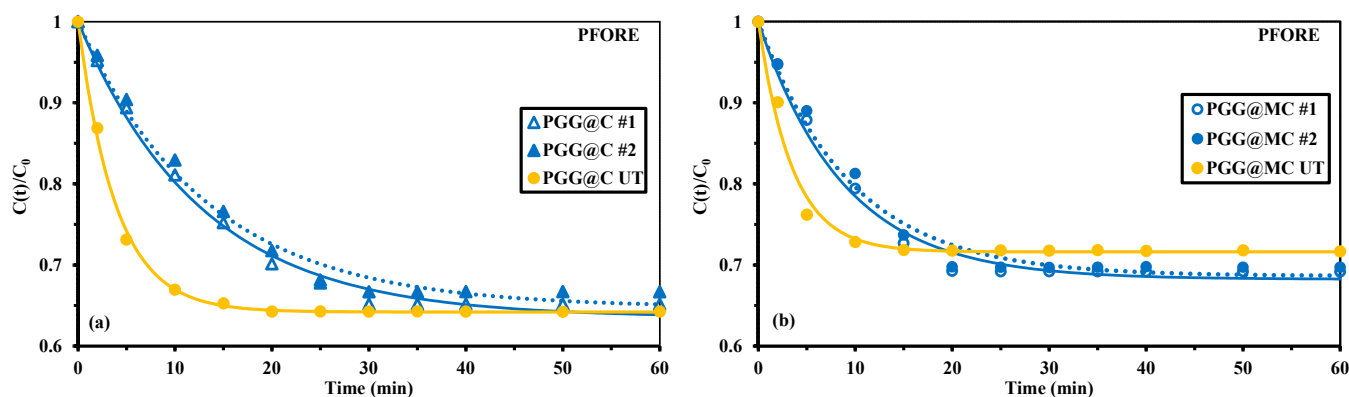 PFORE
1
0.9
0.8
0.7
0.6
C(t)/C₀
PGG@C #1
PGG@C #2
PGG@C UT
(a)
0 10 20 30 40 50 60
Time (min)
PFORE
1
0.9
0.8
0.7
0.6
C(t)/C₀
PGG@MC #1
PGG@MC #2
PGG@MC UT
(b)
0 10 20 30 40 50 60
Time (min)